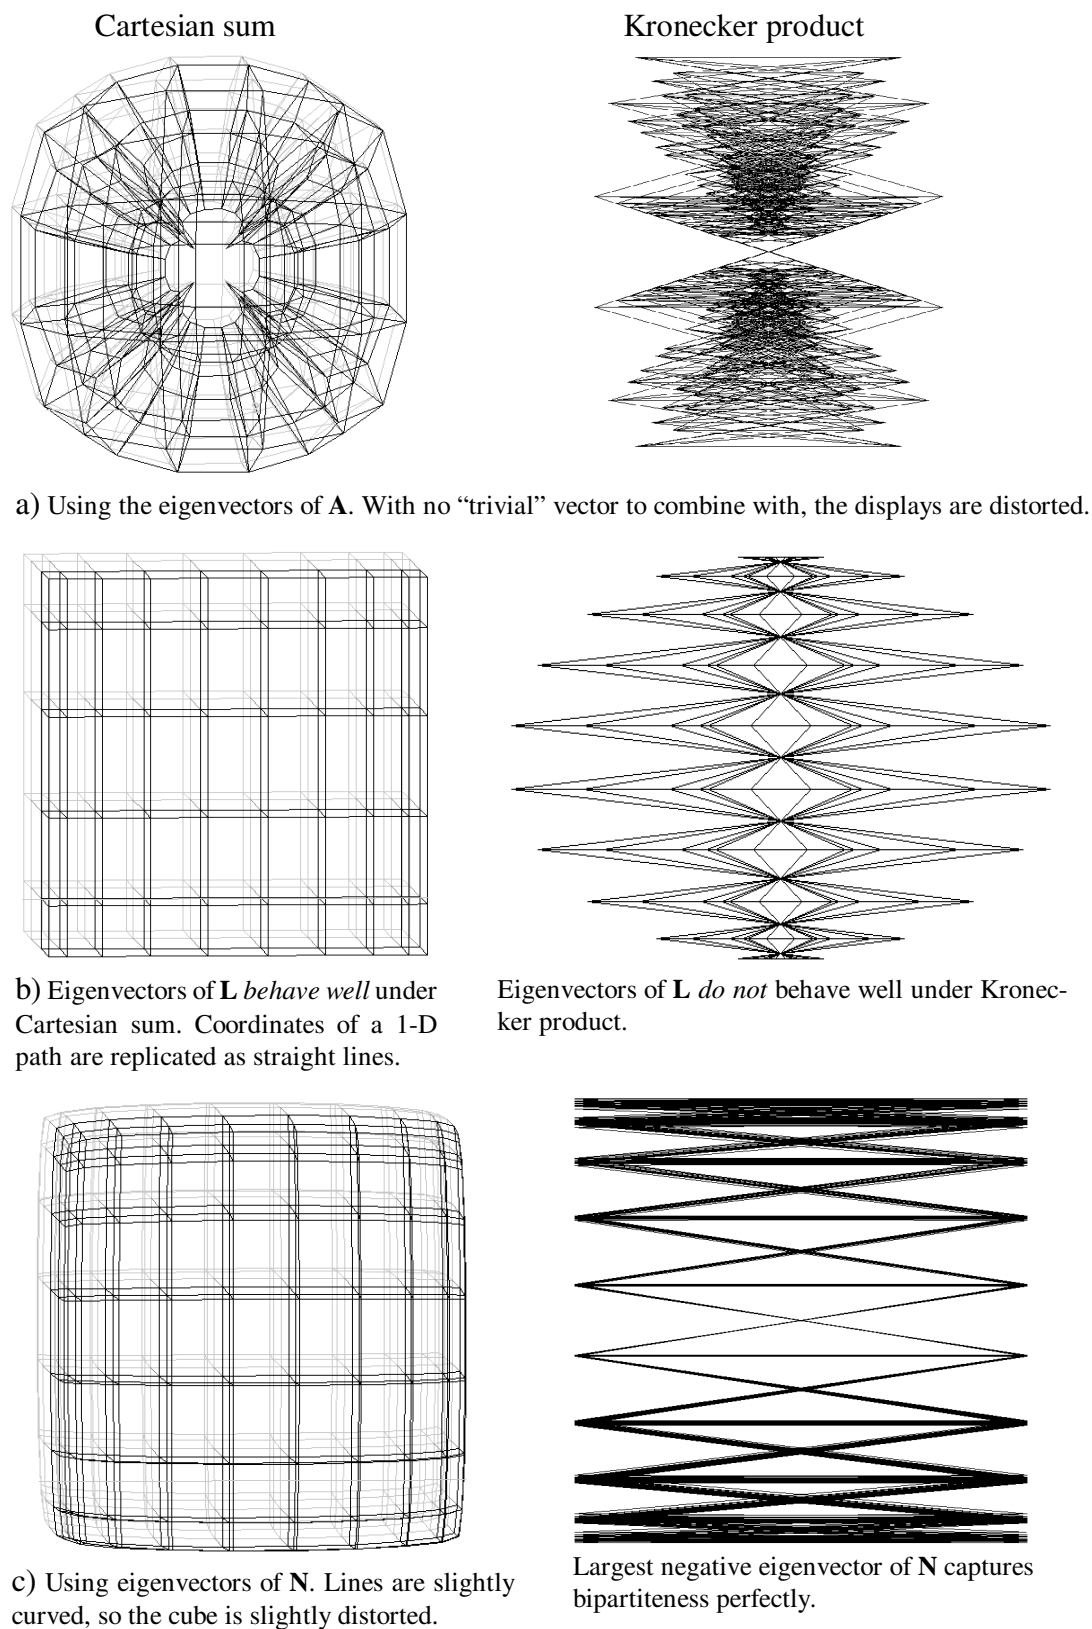 Cartesian sum
Kronecker product
a) Using the eigenvectors of A. With no “trivial” vector to combine with, the displays are distorted.
b) Eigenvectors of L behave well under
Cartesian sum. Coordinates of a 1-D
path are replicated as straight lines.
Eigenvectors of L do not behave well under Kronec-
ker product.
c) Using eigenvectors of N. Lines are slightly
curved, so the cube is slightly distorted.
Largest negative eigenvector of N captures
bipartiteness perfectly.